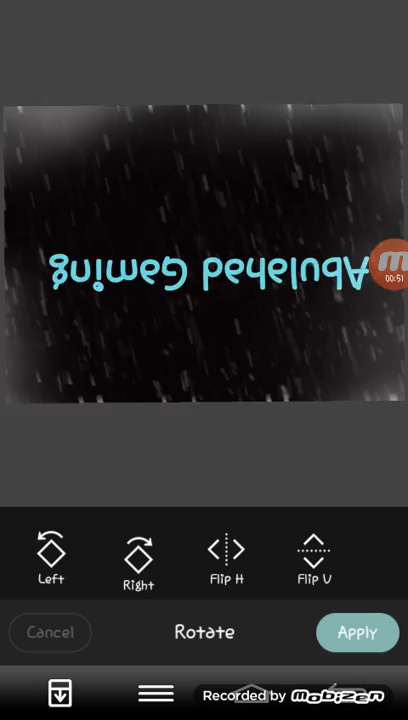 Abulahad Gaming
00:51
Left
Right
Flip H
Flip V
Cancel
Rotate
Apply
Recorded by mobizen